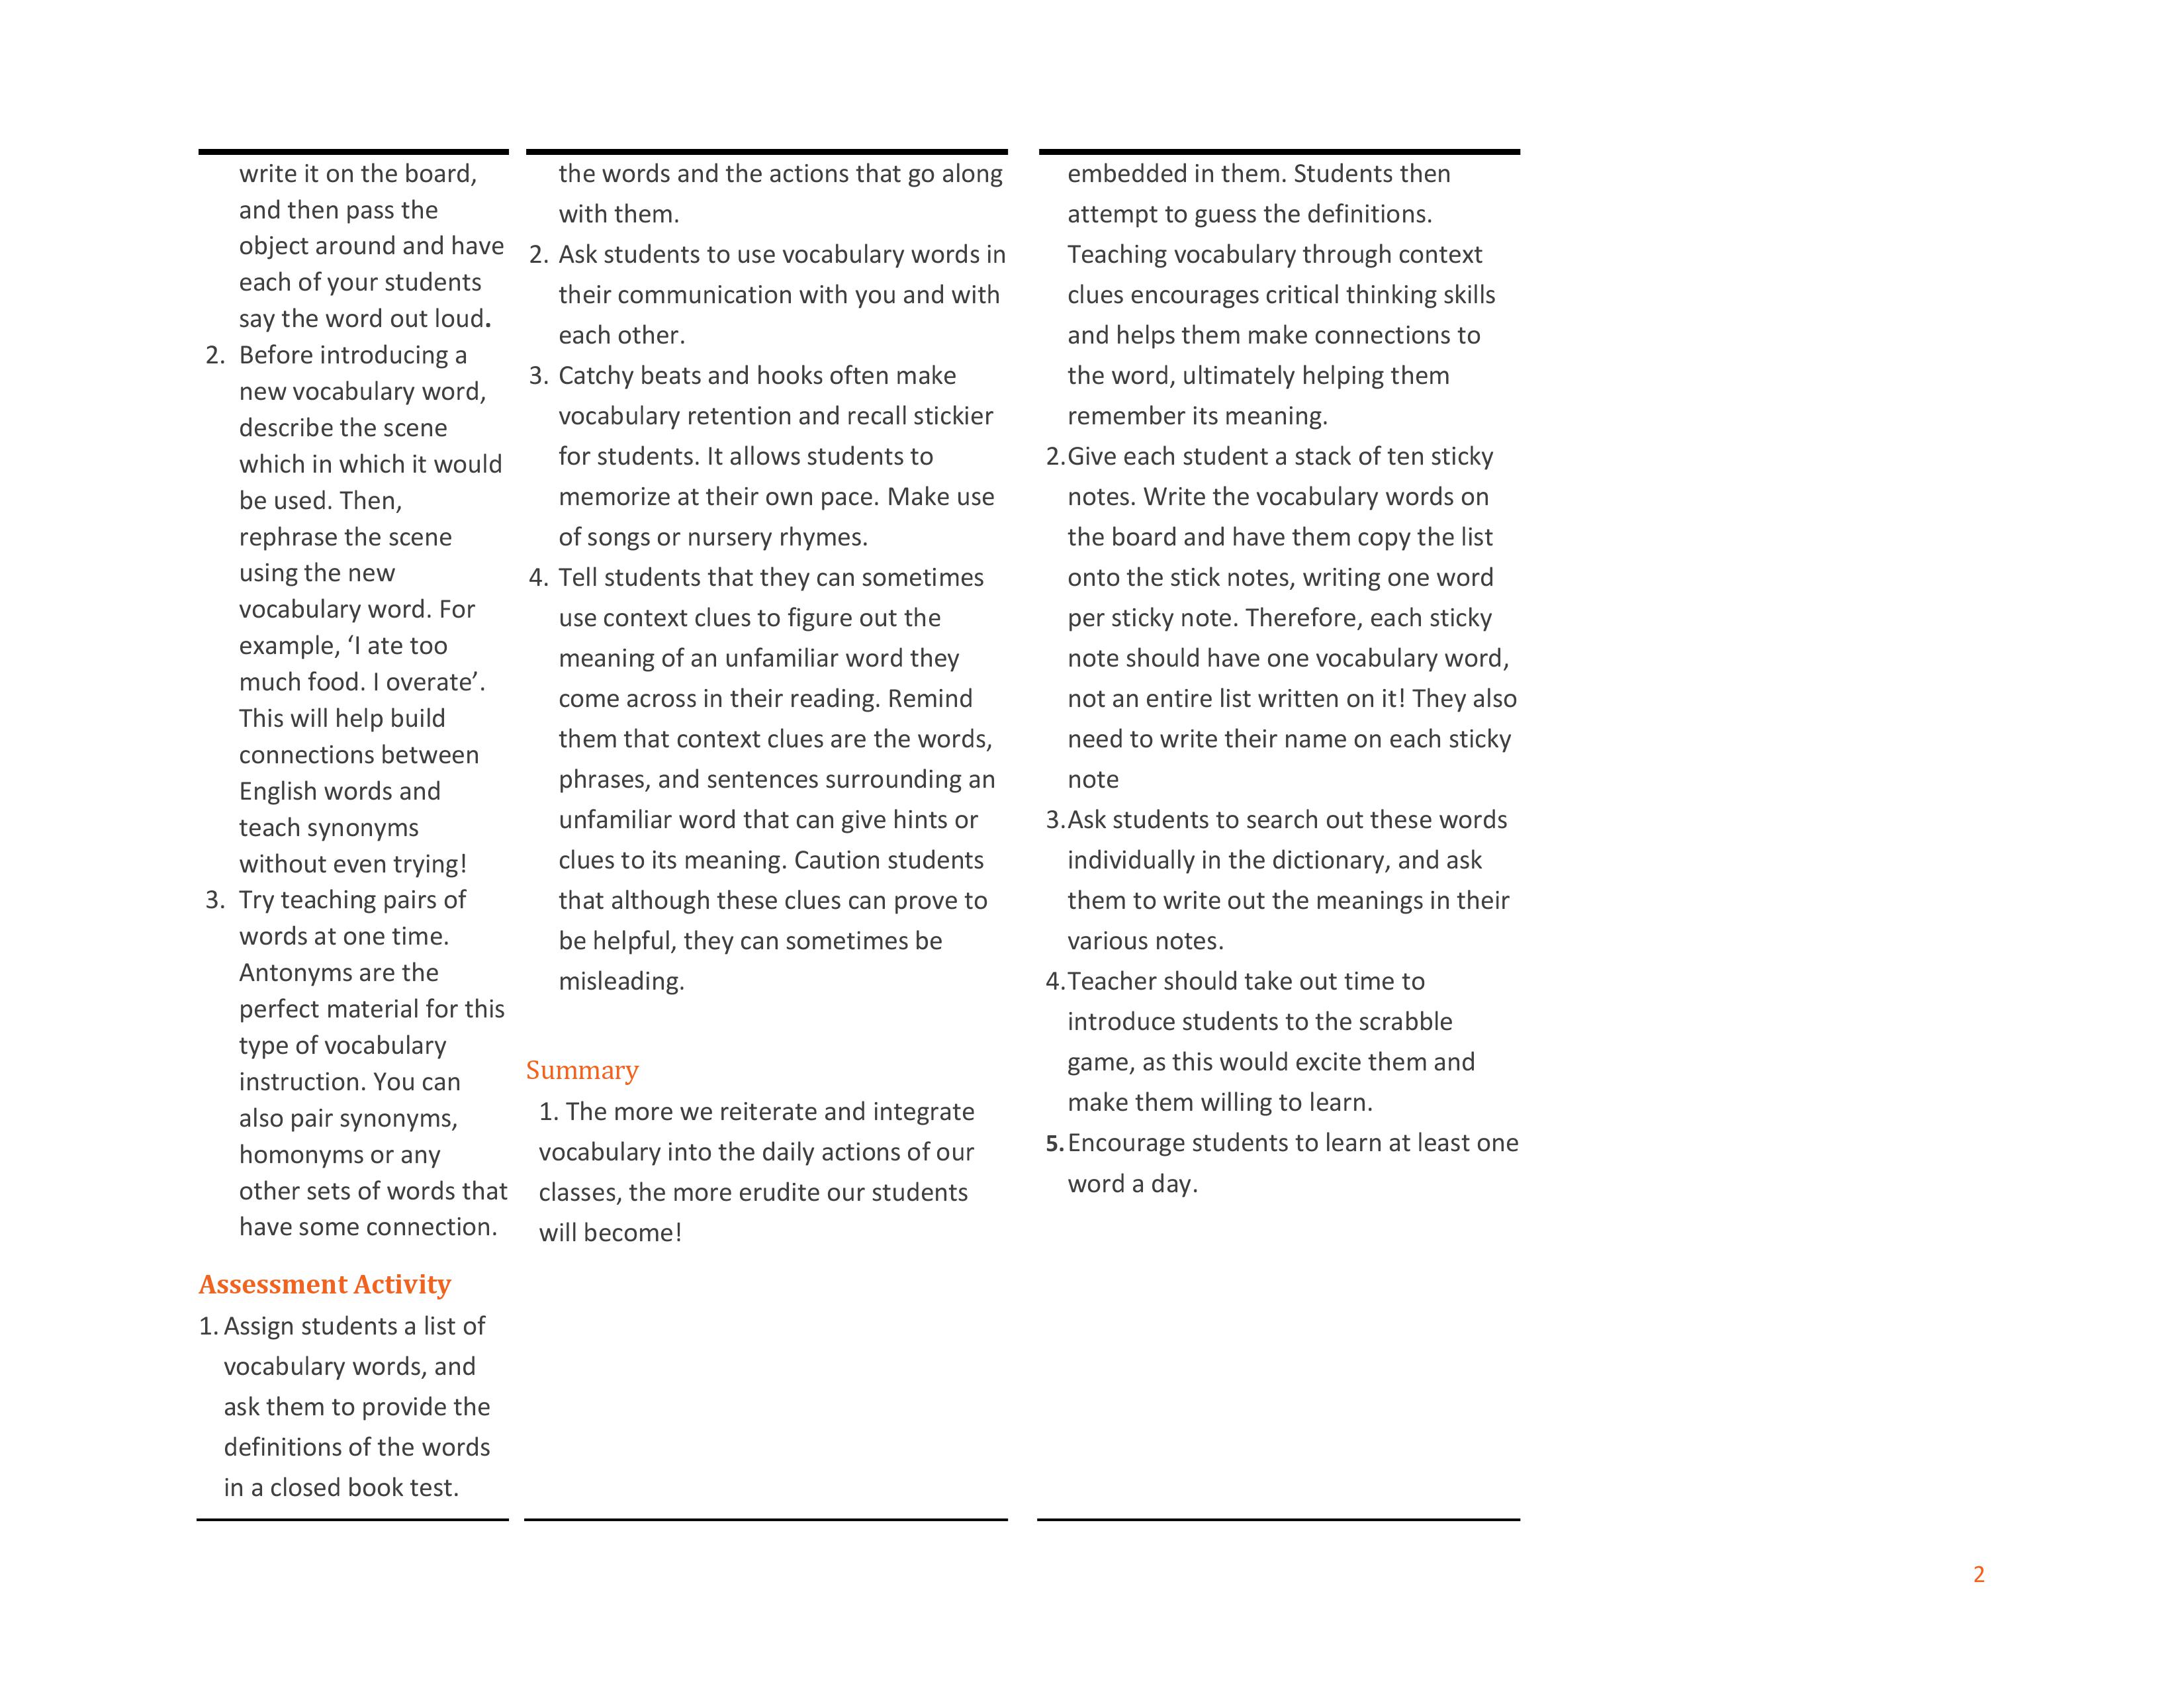 write it on the board,
and then pass the
object around and have
each of your students
say the word out loud.
2. Before introducing a
new vocabulary word,
describe the scene
which in which it would
be used. Then,
rephrase the scene
using the new
vocabulary word. For
example, ‘I ate too
much food. I overate’.
This will help build
connections between
English words and
teach synonyms
without even trying!
3. Try teaching pairs of
words at one time.
Antonyms are the
perfect material for this
type of vocabulary
instruction. You can
also pair synonyms,
homonyms or any
other sets of words that
have some connection.
Assessment Activity
1. Assign students a list of
vocabulary words, and
ask them to provide the
definitions of the words
in a closed book test.
the words and the actions that go along
with them.
2. Ask students to use vocabulary words in
their communication with you and with
each other.
3. Catchy beats and hooks often make
vocabulary retention and recall stickier
for students. It allows students to
memorize at their own pace. Make use
of songs or nursery rhymes.
4. Tell students that they can sometimes
use context clues to figure out the
meaning of an unfamiliar word they
come across in their reading. Remind
them that context clues are the words,
phrases, and sentences surrounding an
unfamiliar word that can give hints or
clues to its meaning. Caution students
that although these clues can prove to
be helpful, they can sometimes be
misleading.
Summary
1. The more we reiterate and integrate
vocabulary into the daily actions of our
classes, the more erudite our students
will become!
embedded in them. Students then
attempt to guess the definitions.
Teaching vocabulary through context
clues encourages critical thinking skills
and helps them make connections to
the word, ultimately helping them
remember its meaning.
2.Give each student a stack of ten sticky
notes. Write the vocabulary words on
the board and have them copy the list
onto the stick notes, writing one word
per sticky note. Therefore, each sticky
note should have one vocabulary word,
not an entire list written on it! They also
need to write their name on each sticky
note
3.Ask students to search out these words
individually in the dictionary, and ask
them to write out the meanings in their
various notes.
4.Teacher should take out time to
introduce students to the scrabble
game, as this would excite them and
make them willing to learn.
5.Encourage students to learn at least one
word a day.
2